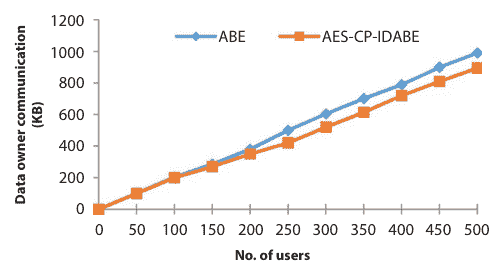 1200
ABE
AES-CP-IDABE
1000
800
600
400
200
0
Data owner communication
(KB)
0 50 100 150 200 250 300 350 400 450 500
No. of users